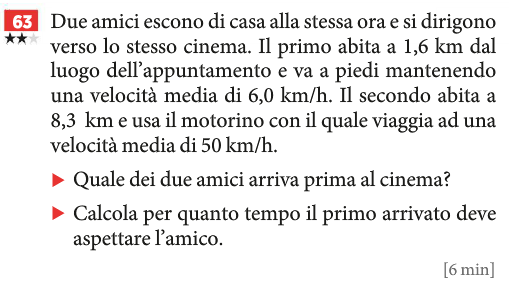 63 Due amici escono di casa alla stessa ora e si dirigono
verso lo stesso cinema. Il primo abita a 1,6 km dal
luogo dell'appuntamento e va a piedi mantenendo
una velocità media di 6,0 km/h. Il secondo abita a
8,3 km e usa il motorino con il quale viaggia ad una
velocità media di 50 km/h.
▶ Quale dei due amici arriva prima al cinema?
▶ Calcola per quanto tempo il primo arrivato deve
aspettare l'amico.
[6 min]